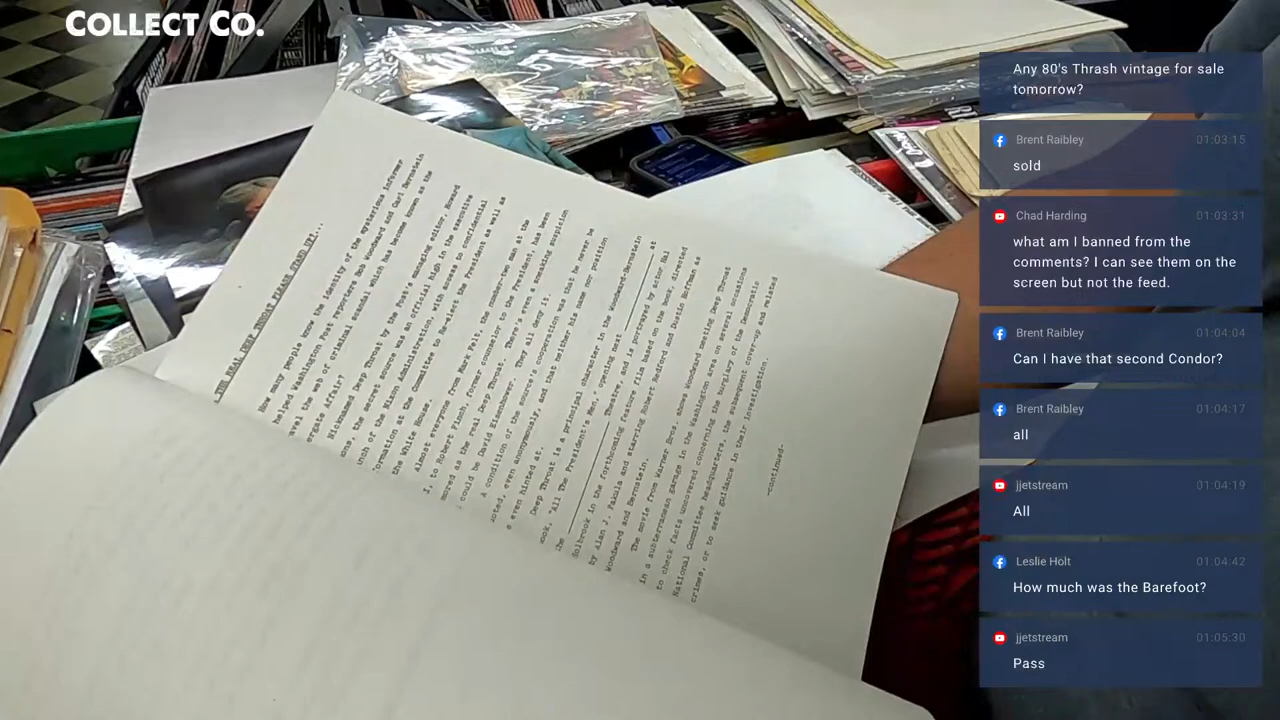 COLLECT CO.
Any 80's Thrash vintage for sale
tomorrow?
Brent Raibley 01:03:15
sold
Chad Harding 01:03:31
what am I banned from the
comments? I can see them on the
screen but not the feed.
Brent Raibley 01:04:04
Can I have that second Condor?
Brent Raibley 01:04:17
all
jjetstream 01:04:19
All
Leslie Holt 01:04:42
How much was the Barefoot?
jjetstream 01:05:30
Pass
How many people know the identity of the mysterious informer
helped Washington Post reporters Bob Woodward and Carl Bernstein
the web of criminal scandal which has become known as the
Affair?
Nicknamed Deep Throat by the Post's managing editor, Howard
the secret source was an official high in the executive
of the Nixon Administration, with access to confidential
at the Committee to Re-elect the President as well as
the White House.
Almost everyone from Mark Felt, the number-two man at the
to Robert Finch, former counselor to the President, has been
as the real Deep Throat. There's even a nagging suspicion
could be David Eisenhower. They all deny it.
A condition of the source's cooperation was that he never be
even anonymously, and that neither his name nor position
even hinted at.
Deep Throat is a principal character in the Woodward-Bernstein
"All The President's Men," opening next at
Theatre, and is portrayed by actor Hal
Holbrook in the forthcoming feature film based on the book directed
by Alan J. Pakula and starring Robert Redford and Dustin Hoffman as
Woodward and Bernstein.
The movie from Warner Bros. shows Woodward meeting Deep Throat
in a subterranean garage in the Washington area on several occasions
to check facts uncovered concerning the burglary of the Democratic
National Committee headquarters, the subsequent cover-up and related
crimes, or to seek guidance in their investigation.
-continued-